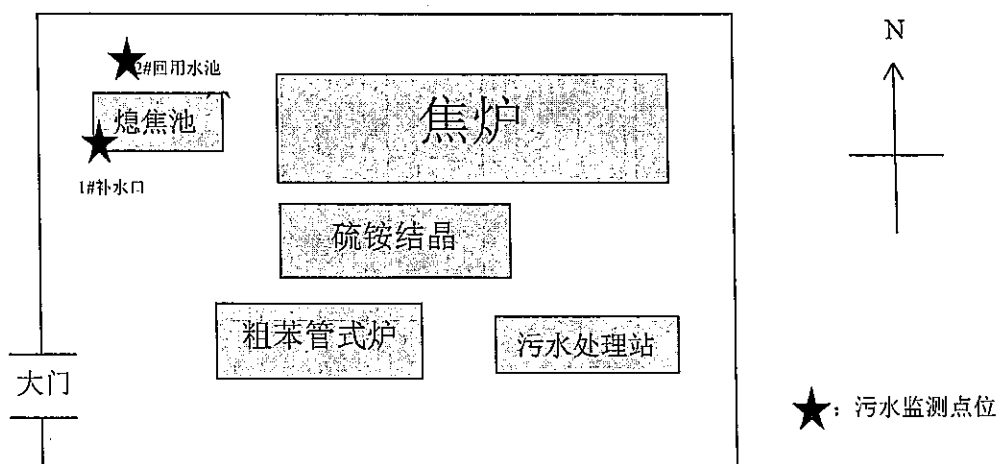 N
2#回用水池
熄焦池
焦炉
1#补水口
硫铵结晶
粗苯管式炉
污水处理站
大门
★：污水监测点位